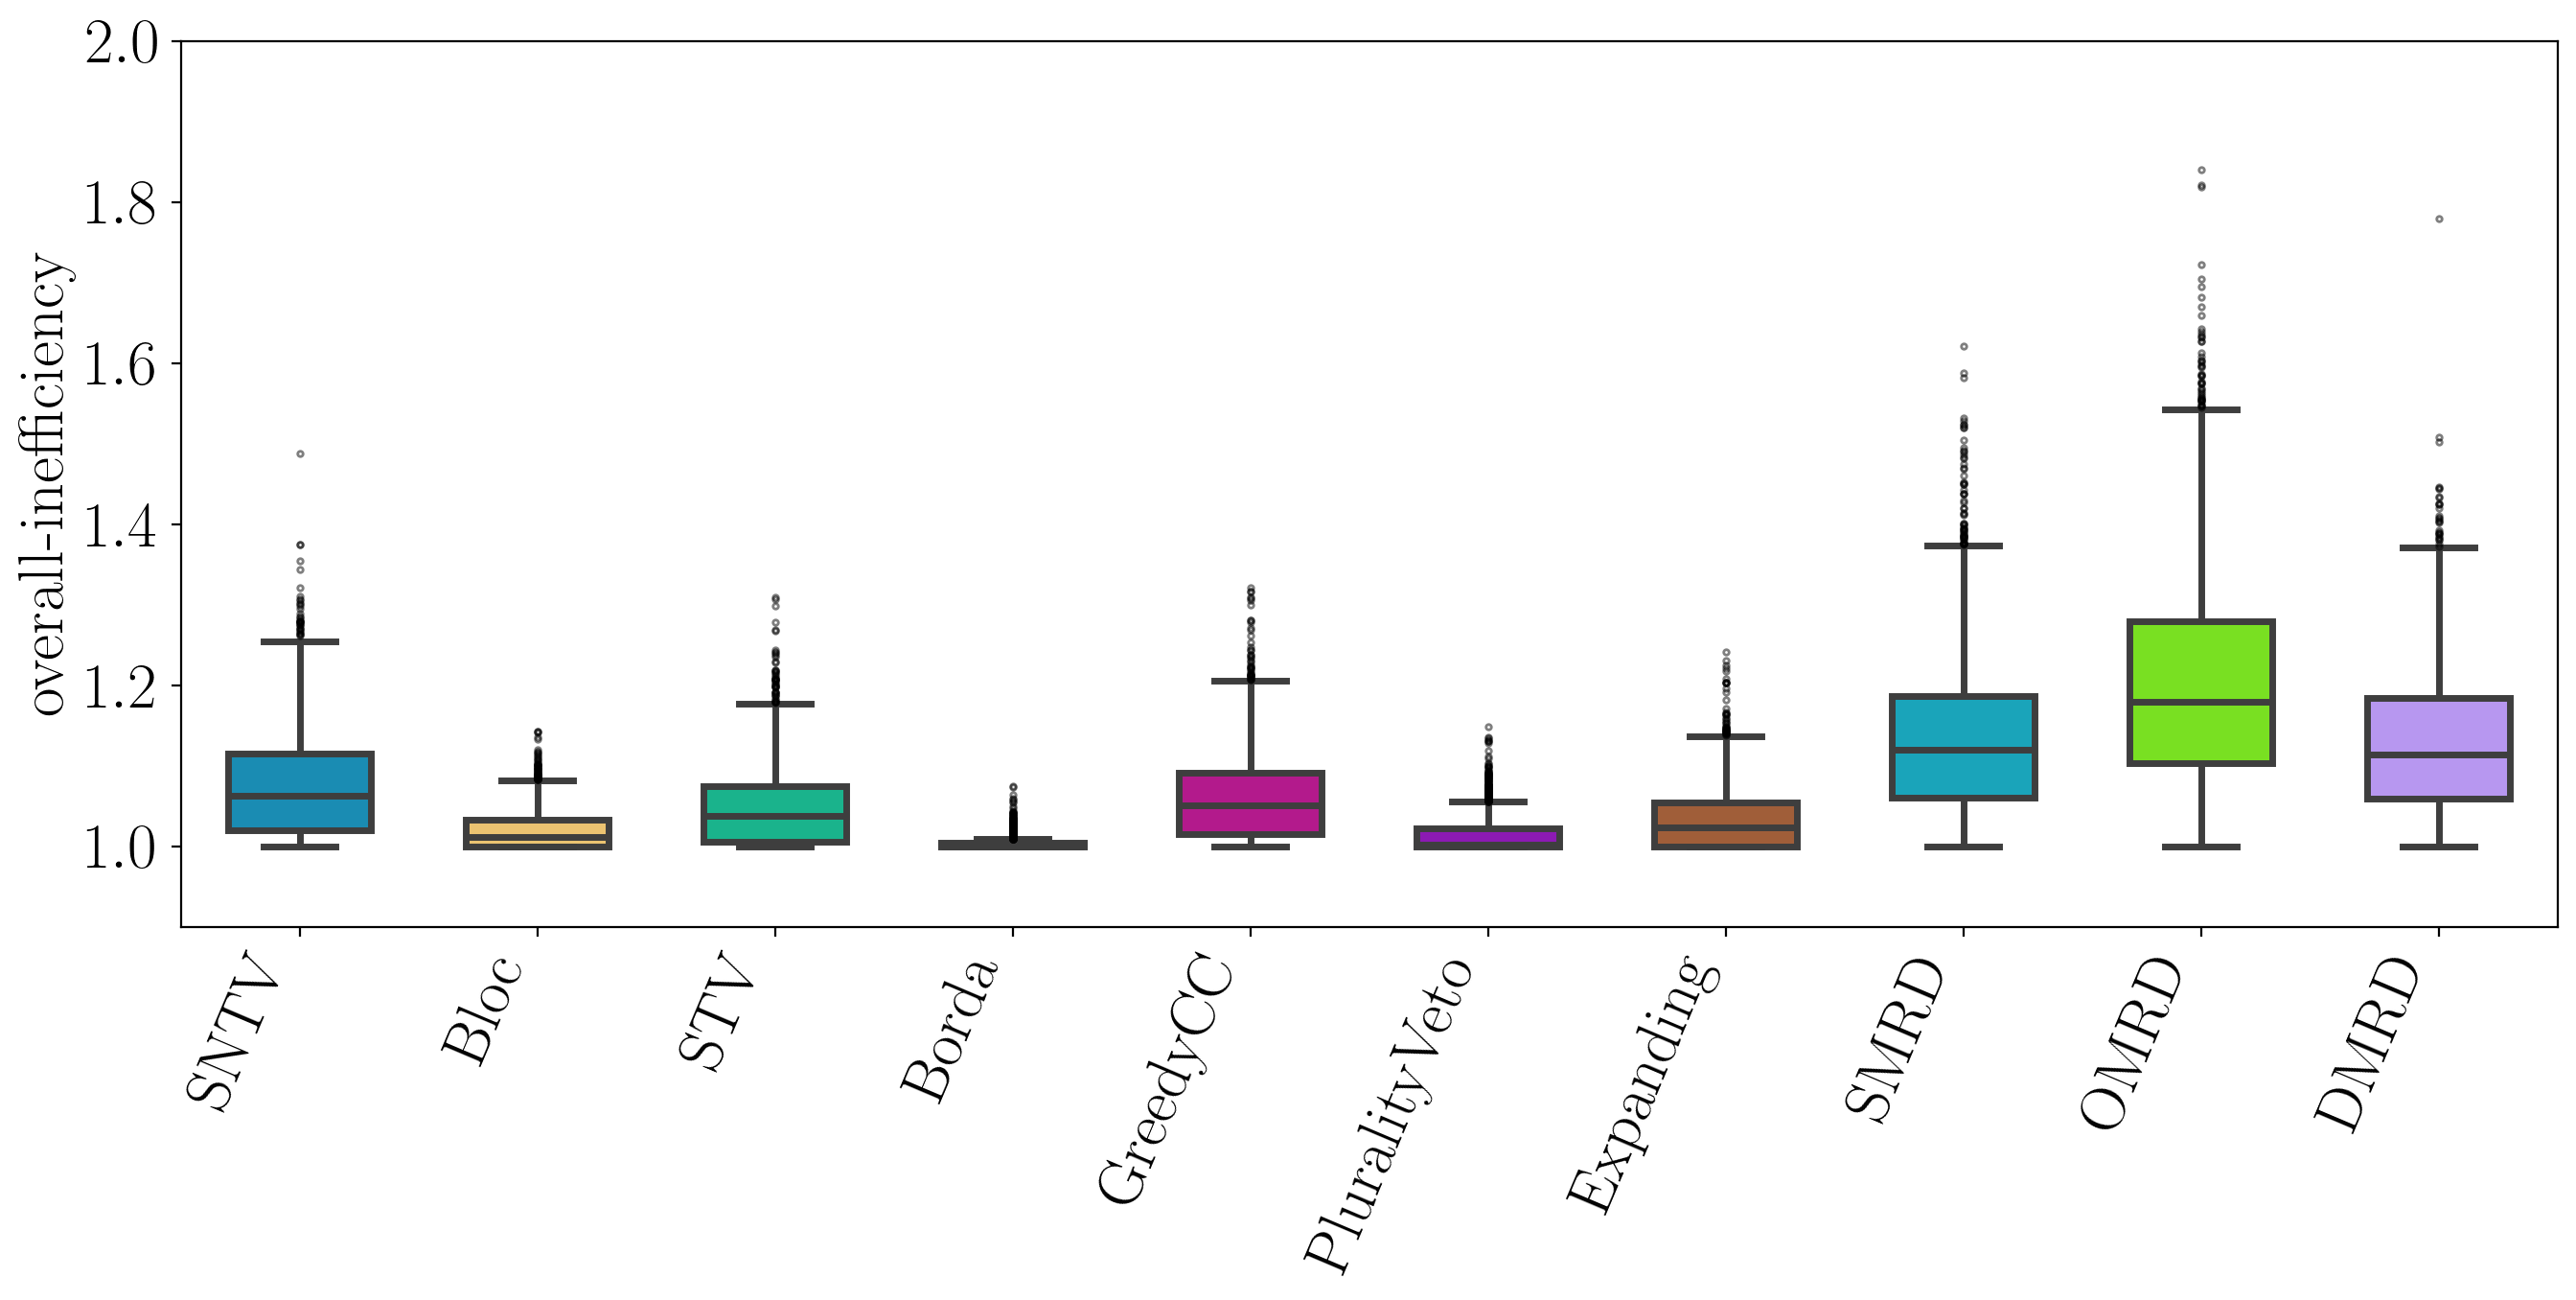 overall-inefficiency
2.0
1.8
1.6
1.4
1.2
1.0
SNTV
Bloc
STV
Borda
GreedyCC
PluralityVeto
Expanding
SMRD
OMRD
DMRD